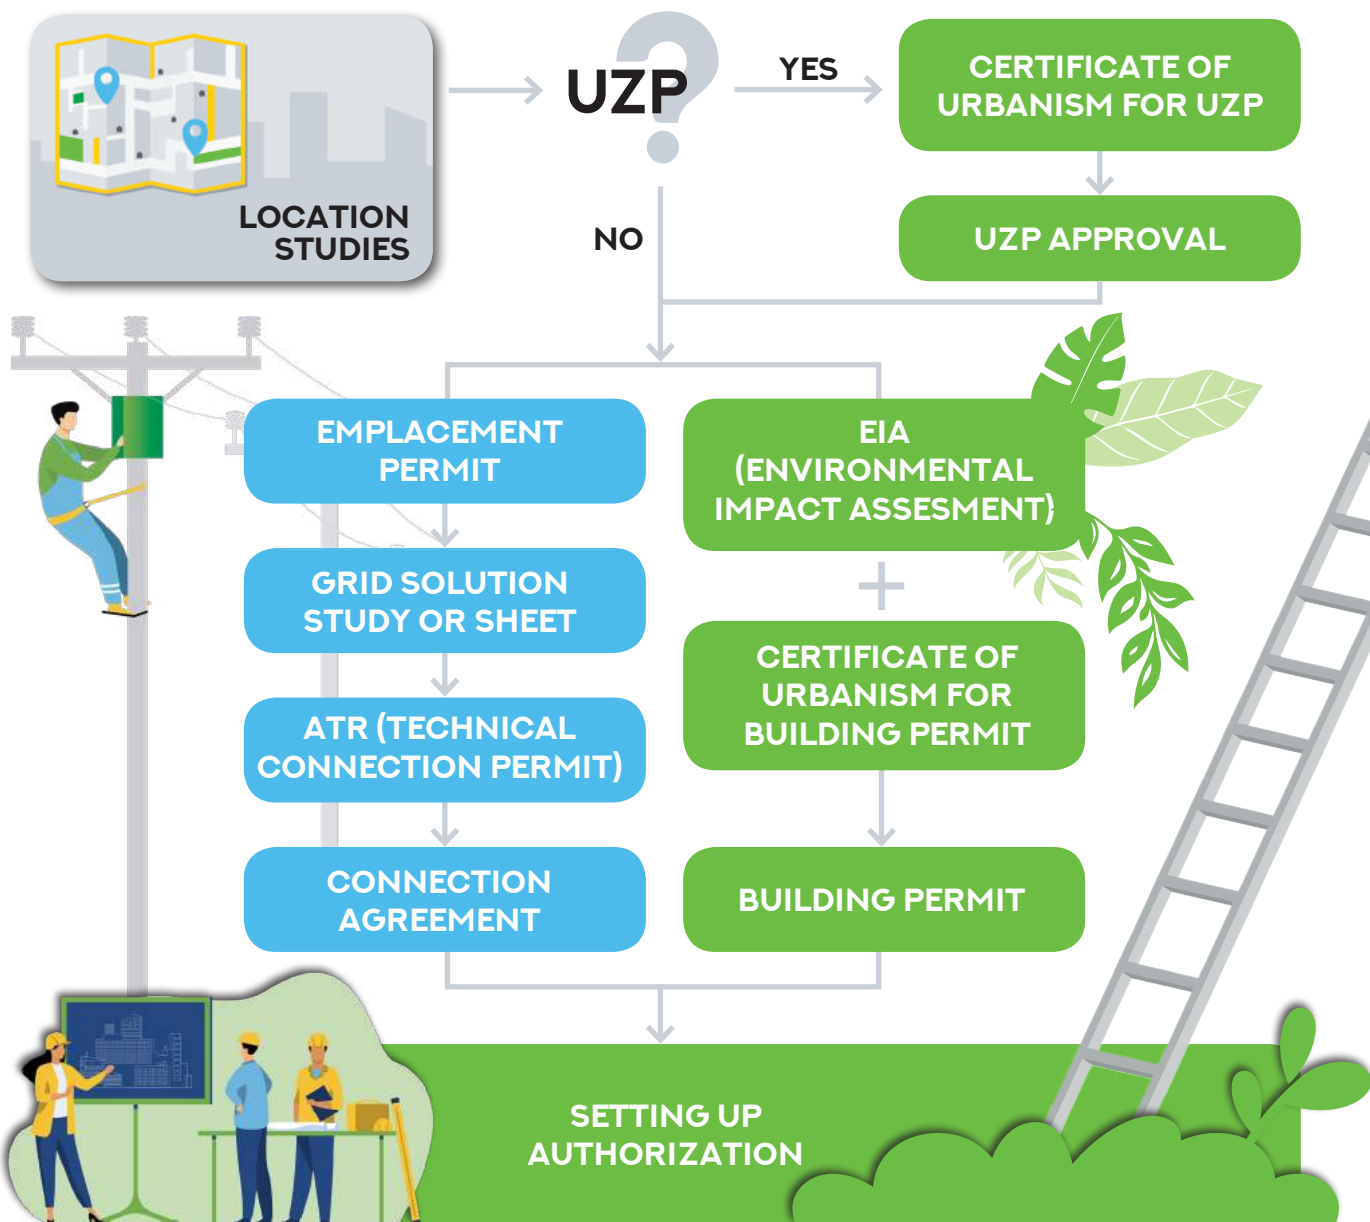 LOCATION
STUDIES
UZP
?
YES
CERTIFICATE OF
URBANISM FOR UZP
UZP APPROVAL
NO
EMPLACEMENT
PERMIT
GRID SOLUTION
STUDY OR SHEET
ATR (TECHNICAL
CONNECTION PERMIT)
CONNECTION
AGREEMENT
EIA
(ENVIRONMENTAL
IMPACT ASSESMENT)
+
CERTIFICATE OF
URBANISM FOR
BUILDING PERMIT
BUILDING PERMIT
SETTING UP
AUTHORIZATION